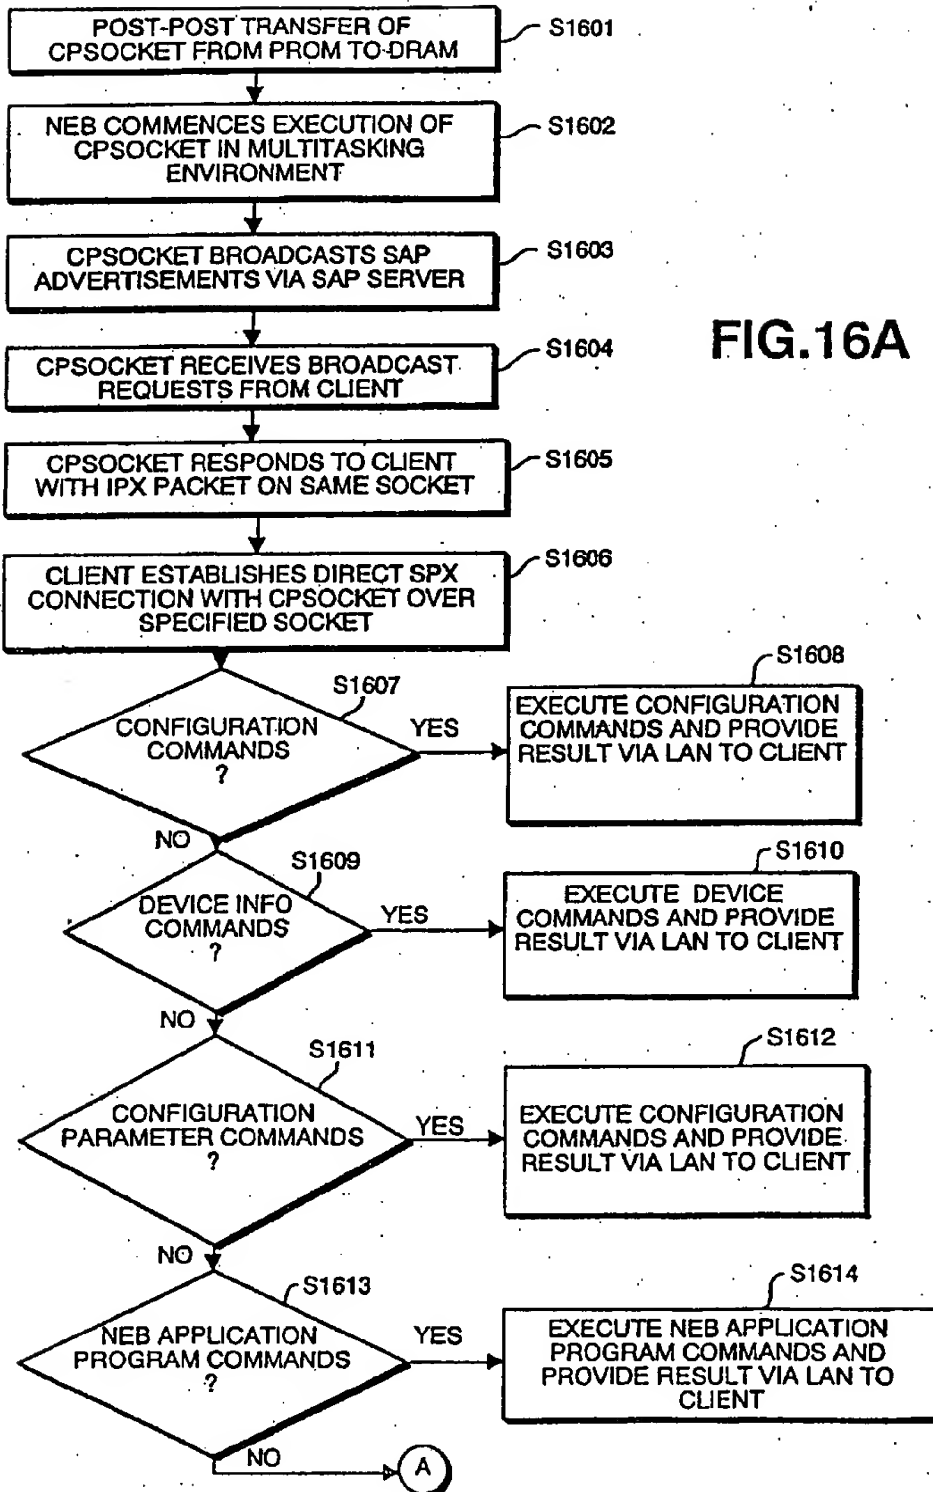 POST-POST TRANSFER OF
CPSOCKET FROM PROM TO-DRAM
S1601
NEB COMMENCES EXECUTION OF
CPSOCKET IN MULTITASKING
ENVIRONMENT
S1602
CPSOCKET BROADCASTS SAP
ADVERTISEMENTS VIA SAP SERVER
S1603
FIG.16A
CPSOCKET RECEIVES BROADCAST
REQUESTS FROM CLIENT
S1604
CPSOCKET RESPONDS TO CLIENT
WITH IPX PACKET ON SAME SOCKET
S1605
CLIENT ESTABLISHES DIRECT SPX
CONNECTION WITH CPSOCKET OVER
SPECIFIED SOCKET
S1606
S1607
CONFIGURATION
COMMANDS
?
YES
NO
S1608
EXECUTE CONFIGURATION
COMMANDS AND PROVIDE
RESULT VIA LAN TO CLIENT
S1609
DEVICE INFO
COMMANDS
?
YES
NO
S1610
EXECUTE DEVICE
COMMANDS AND PROVIDE
RESULT VIA LAN TO CLIENT
S1611
CONFIGURATION
PARAMETER COMMANDS
?
YES
NO
S1612
EXECUTE CONFIGURATION
COMMANDS AND PROVIDE
RESULT VIA LAN TO CLIENT
S1613
NEB APPLICATION
PROGRAM COMMANDS
?
YES
NO
S1614
EXECUTE NEB APPLICATION
PROGRAM COMMANDS AND
PROVIDE RESULT VIA LAN TO
CLIENT
A